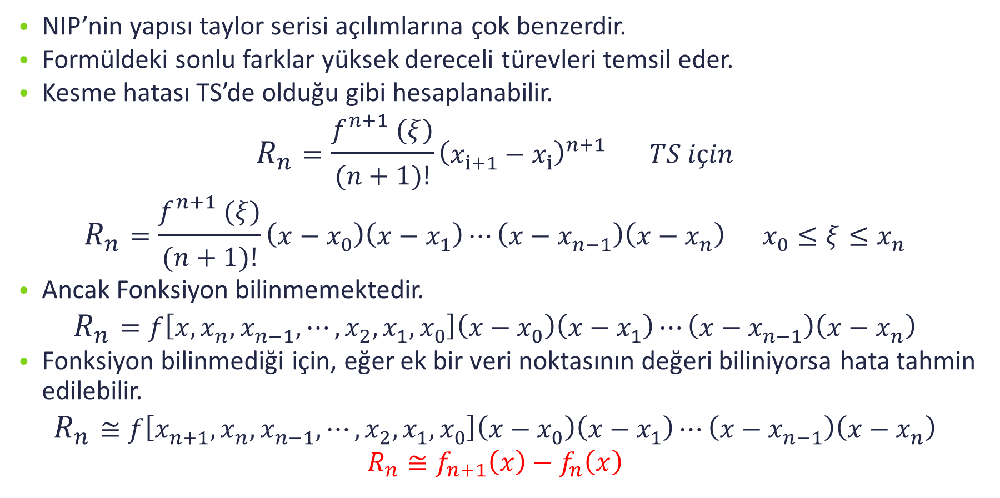 • NIP’nin yapısı taylor serisi açılımlarına çok benzerdir.
• Formüldeki sonlu farklar yüksek dereceli türevleri temsil eder.
• Kesme hatası TS’de olduğu gibi hesaplanabilir.
$R_n = \frac{f^{n+1}(\xi)}{(n+1)!}(x_{\mathrm{i}+1} - x_{\mathrm{i}})^{n+1}$ TS için
$R_n = \frac{f^{n+1}(\xi)}{(n+1)!}(x - x_0)(x - x_1) \cdots (x - x_{n-1})(x - x_n)$ $x_0 \leq \xi \leq x_n$
• Ancak Fonksiyon bilinmemektedir.
$R_n = f[x, x_n, x_{n-1}, \cdots, x_2, x_1, x_0](x - x_0)(x - x_1) \cdots (x - x_{n-1})(x - x_n)$
• Fonksiyon bilinmediği için, eğer ek bir veri noktasının değeri biliniyorsa hata tahmin
edilebilir.
$R_n \cong f[x_{n+1}, x_n, x_{n-1}, \cdots, x_2, x_1, x_0](x - x_0)(x - x_1) \cdots (x - x_{n-1})(x - x_n)$
$R_n \cong f_{n+1}(x) - f_n(x)$